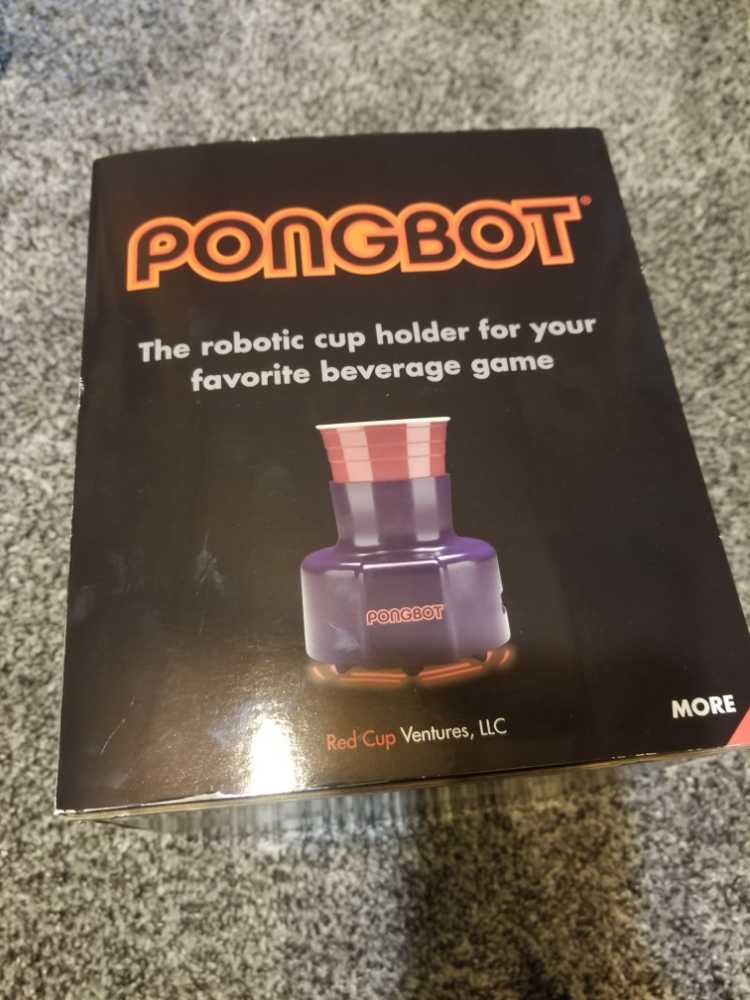 PONGBOT®
The robotic cup holder for your
favorite beverage game
PONGBOT
Red Cup Ventures, LLC
MORE